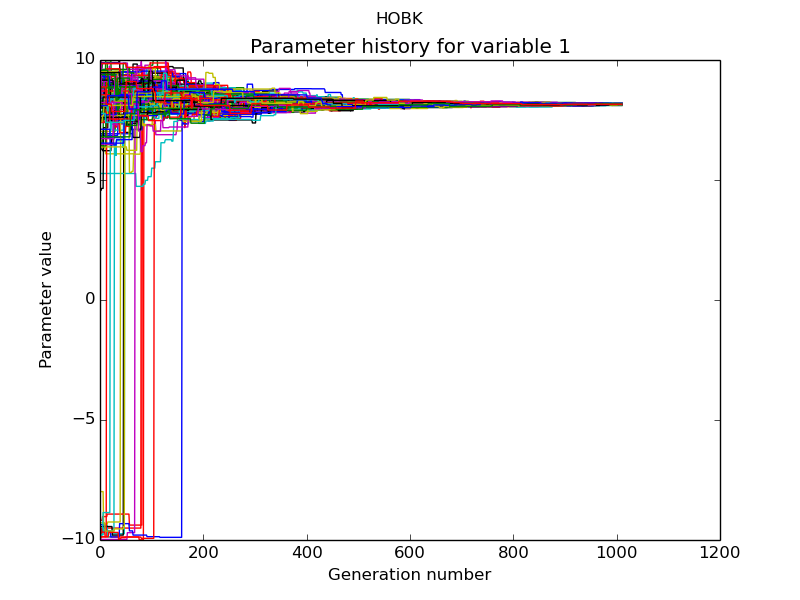 HOBK
Parameter history for variable 1
10
5
0
−5
−10
Parameter value
0 200 400 600 800 1000 1200
Generation number